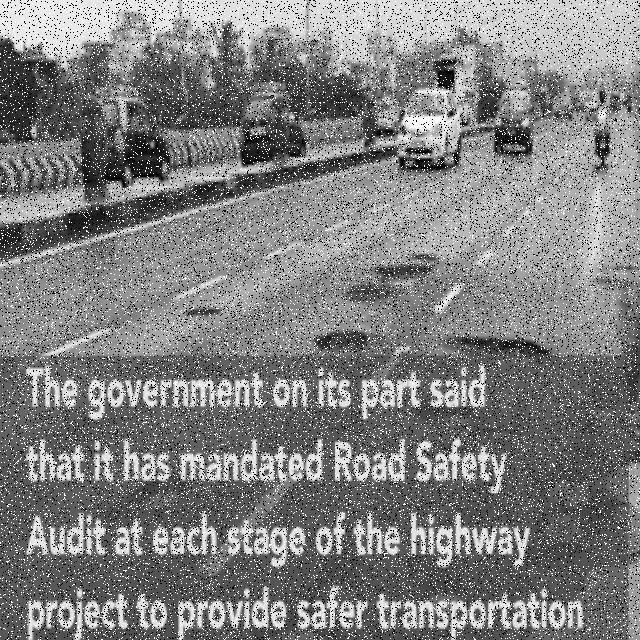 The government on its part said
that it has mandated Road Safety
Audit at each stage of the highway
project to provide safer transportation